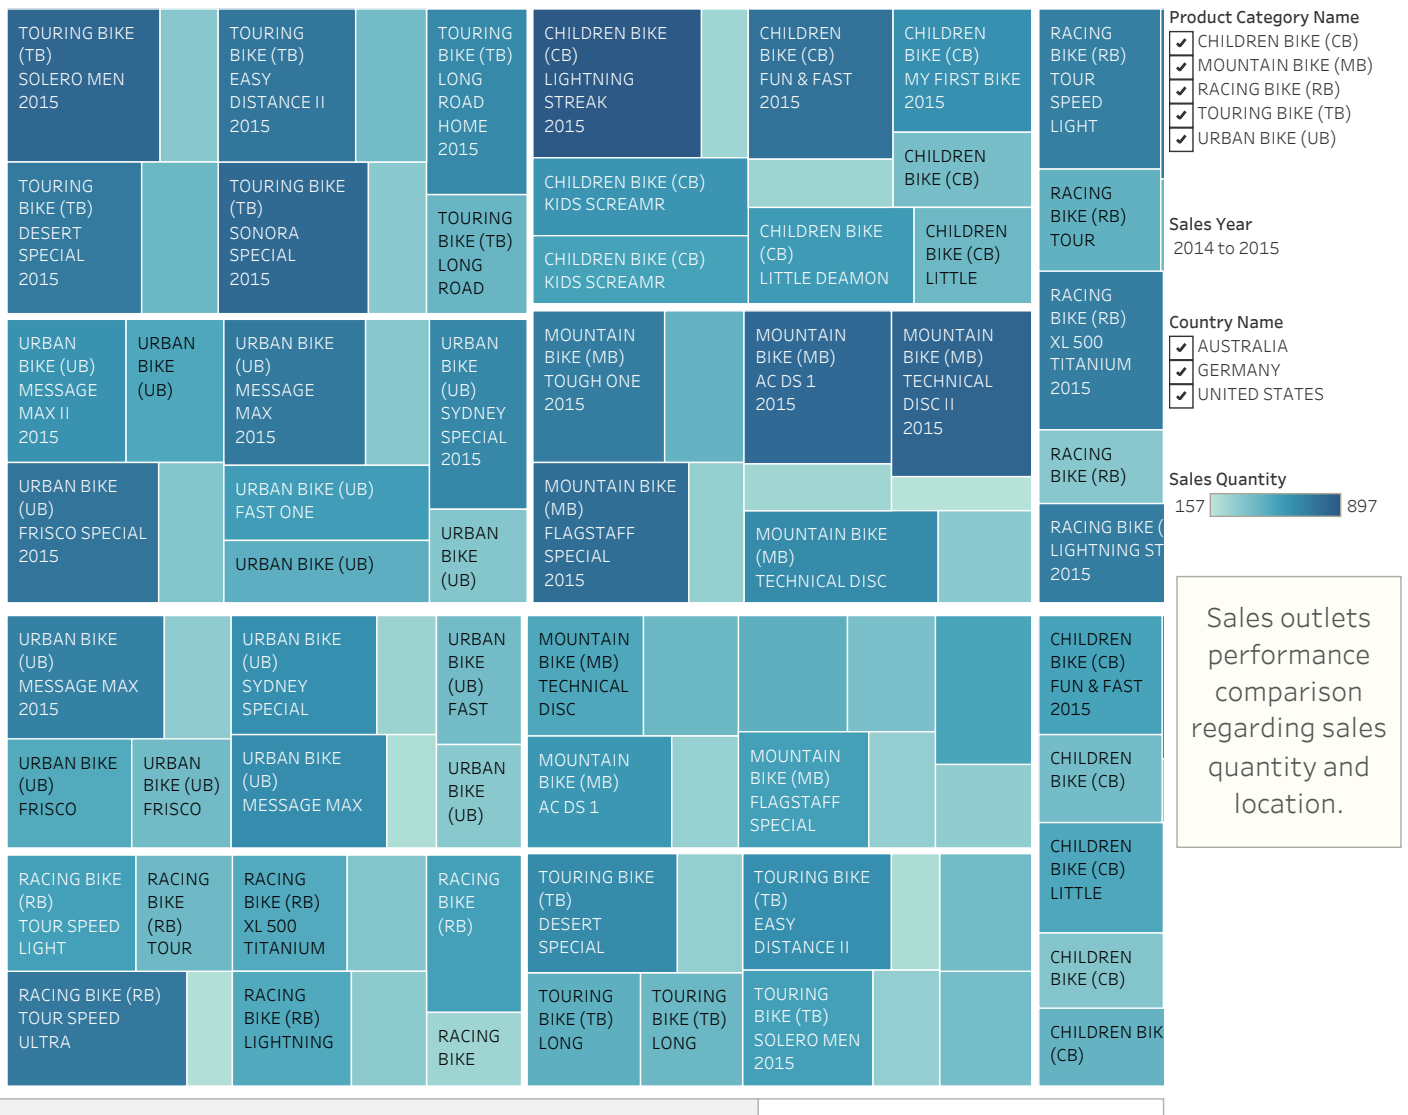 TOURING BIKE
(TB)
SOLERO MEN
2015
TOURING
BIKE (TB)
EASY
DISTANCE II
2015
TOURING
BIKE (TB)
LONG
ROAD
HOME
2015
TOURING
BIKE (TB)
DESERT
SPECIAL
2015
TOURING BIKE
(TB)
SONORA
SPECIAL
2015
TOURING
BIKE (TB)
LONG
ROAD
CHILDREN BIKE
(CB)
LIGHTNING
STREAK
2015
CHILDREN
BIKE (CB)
FUN & FAST
2015
CHILDREN
BIKE (CB)
MY FIRST BIKE
2015
CHILDREN
BIKE (CB)
CHILDREN BIKE (CB)
KIDS SCREAMR
CHILDREN BIKE (CB)
KIDS SCREAMR
CHILDREN BIKE
(CB)
LITTLE DEAMON
CHILDREN
BIKE (CB)
LITTLE
RACING
BIKE (RB)
TOUR
SPEED
LIGHT
RACING
BIKE (RB)
TOUR
RACING
BIKE (RB)
XL 500
TITANIUM
2015
RACING
BIKE (RB)
RACING BIKE (
LIGHTNING ST
2015
URBAN
BIKE (UB)
MESSAGE
MAX II
2015
URBAN
BIKE
(UB)
URBAN BIKE
(UB)
MESSAGE
MAX
2015
URBAN
BIKE
(UB)
SYDNEY
SPECIAL
2015
URBAN BIKE
(UB)
FRISCO SPECIAL
2015
URBAN BIKE (UB)
FAST ONE
URBAN BIKE (UB)
URBAN
BIKE
(UB)
MOUNTAIN
BIKE (MB)
TOUGH ONE
2015
MOUNTAIN
BIKE (MB)
AC DS 1
2015
MOUNTAIN
BIKE (MB)
TECHNICAL
DISC II
2015
MOUNTAIN BIKE
(MB)
FLAGSTAFF
SPECIAL
2015
MOUNTAIN BIKE
(MB)
TECHNICAL DISC
URBAN BIKE
(UB)
MESSAGE MAX
2015
URBAN BIKE
(UB)
SYDNEY
SPECIAL
URBAN
BIKE
(UB)
FAST
URBAN BIKE
(UB)
FRISCO
URBAN
BIKE (UB)
FRISCO
URBAN BIKE
(UB)
MESSAGE MAX
URBAN
BIKE
(UB)
MOUNTAIN
BIKE (MB)
TECHNICAL
DISC
MOUNTAIN
BIKE (MB)
AC DS 1
MOUNTAIN
BIKE (MB)
FLAGSTAFF
SPECIAL
CHILDREN
BIKE (CB)
FUN & FAST
2015
CHILDREN
BIKE (CB)
CHILDREN
BIKE (CB)
LITTLE
CHILDREN
BIKE (CB)
CHILDREN BIK
(CB)
RACING BIKE
(RB)
TOUR SPEED
LIGHT
RACING
BIKE
(RB)
TOUR
RACING
BIKE (RB)
XL 500
TITANIUM
RACING
BIKE
(RB)
RACING BIKE (RB)
TOUR SPEED
ULTRA
RACING
BIKE (RB)
LIGHTNING
RACING
BIKE
TOURING BIKE
(TB)
DESERT
SPECIAL
TOURING BIKE
(TB)
EASY
DISTANCE II
TOURING
BIKE (TB)
LONG
TOURING
BIKE (TB)
LONG
TOURING
BIKE (TB)
SOLERO MEN
2015
Product Category Name
CHILDREN BIKE (CB)
MOUNTAIN BIKE (MB)
RACING BIKE (RB)
TOURING BIKE (TB)
URBAN BIKE (UB)
Sales Year
2014 to 2015
Country Name
AUSTRALIA
GERMANY
UNITED STATES
Sales Quantity
157 897
Sales outlets
performance
comparison
regarding sales
quantity and
location.